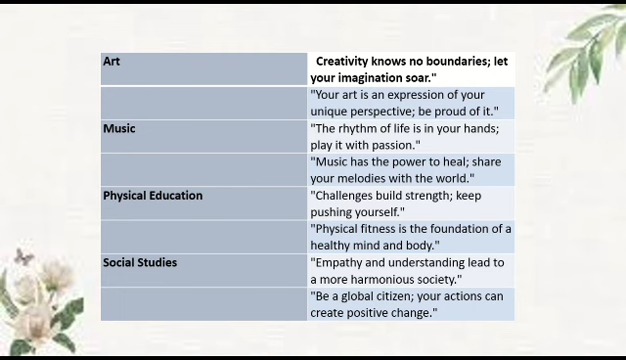 Art
Creativity knows no boundaries; let
your imagination soar."
"Your art is an expression of your
unique perspective; be proud of it."
Music
"The rhythm of life is in your hands;
play it with passion."
"Music has the power to heal; share
your melodies with the world."
Physical Education
"Challenges build strength; keep
pushing yourself."
"Physical fitness is the foundation of a
healthy mind and body."
Social Studies
"Empathy and understanding lead to
a more harmonious society."
"Be a global citizen; your actions can
create positive change."